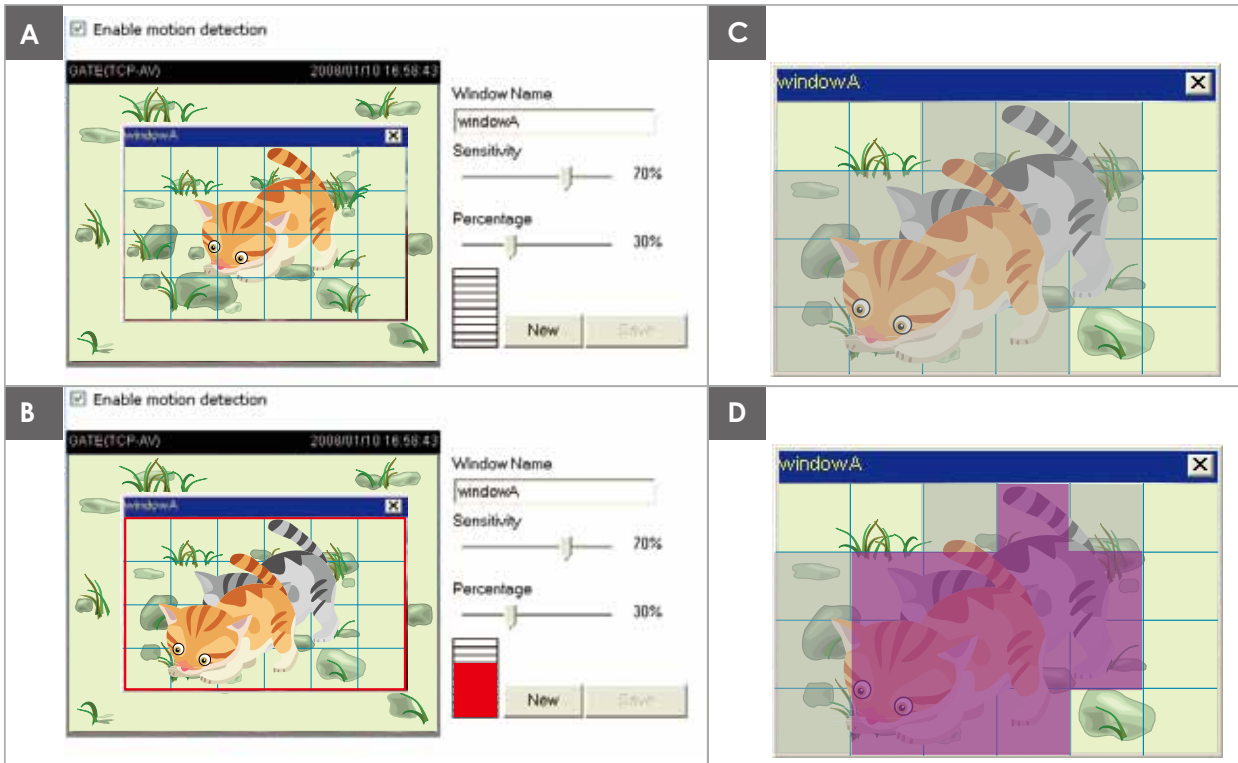 A
Enable motion detection
GATE(TCP-AV) 2008/01/10 16:58:43
windowA
Window Name
windowA
Sensitivity
70%
Percentage
30%
New Save
B
Enable motion detection
GATE(TCP-AV) 2008/01/10 16:58:43
windowA
Window Name
windowA
Sensitivity
70%
Percentage
30%
New Save
C
windowA
D
windowA